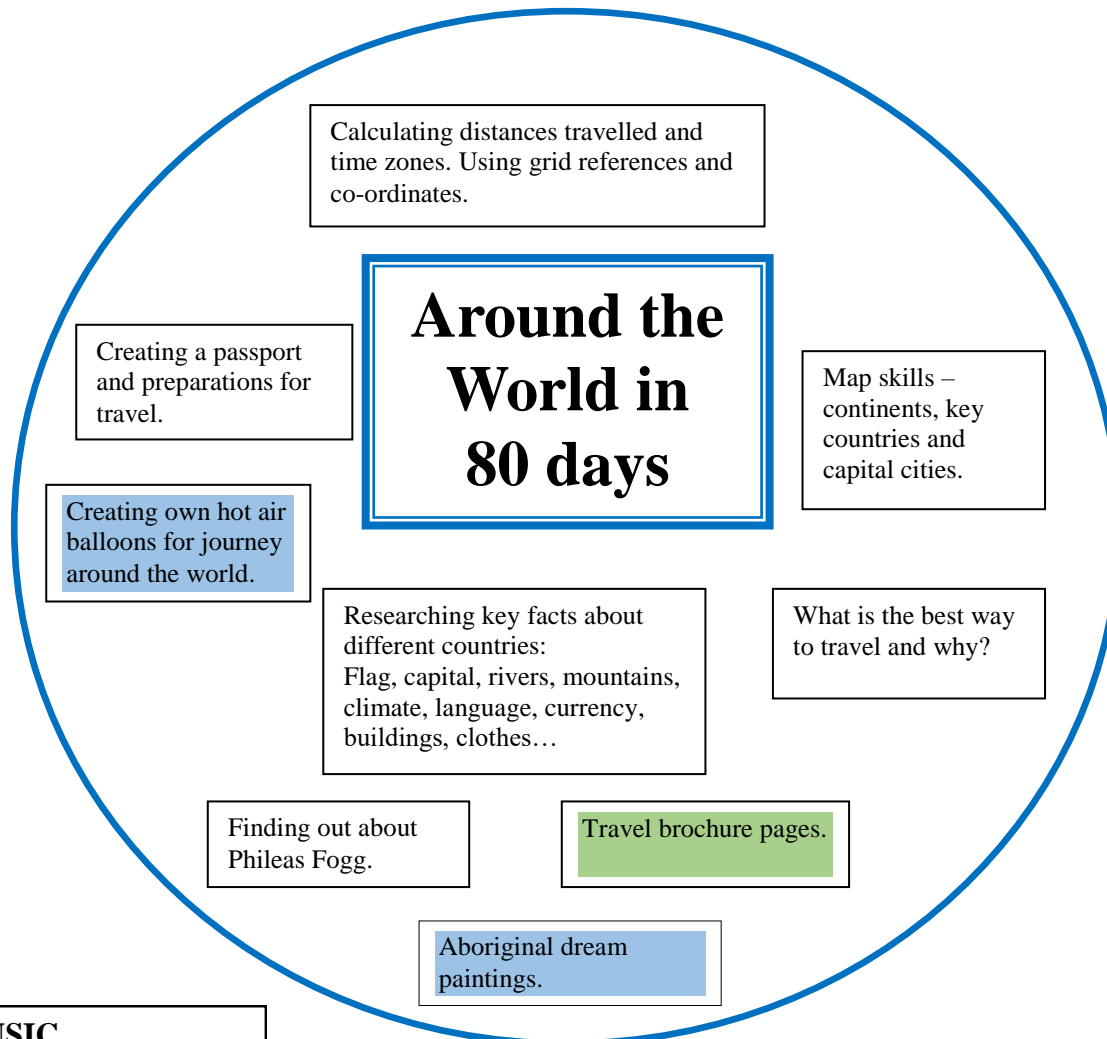 Calculating distances travelled and
time zones. Using grid references and
co-ordinates.
Around the
World in
80 days
Creating a passport
and preparations for
travel.
Map skills –
continents, key
countries and
capital cities.
Creating own hot air
balloons for journey
around the world.
Researching key facts about
different countries:
Flag, capital, rivers, mountains,
climate, language, currency,
buildings, clothes…
What is the best way
to travel and why?
Finding out about
Phileas Fogg.
Travel brochure pages.
Aboriginal dream
paintings.